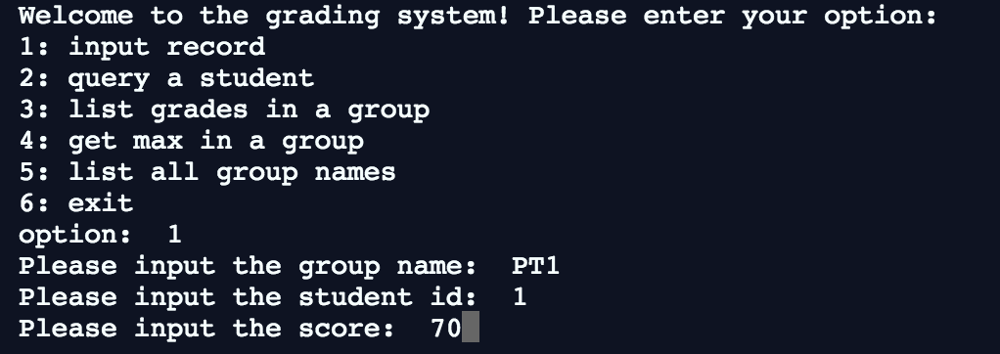 Welcome to the grading system! Please enter your option:
1: input record
2: query a student
3: list grades in a group
4: get max in a group
5: list all group names
6: exit
option:  1
Please input the group name:  PT1
Please input the student id:  1
Please input the score:  70